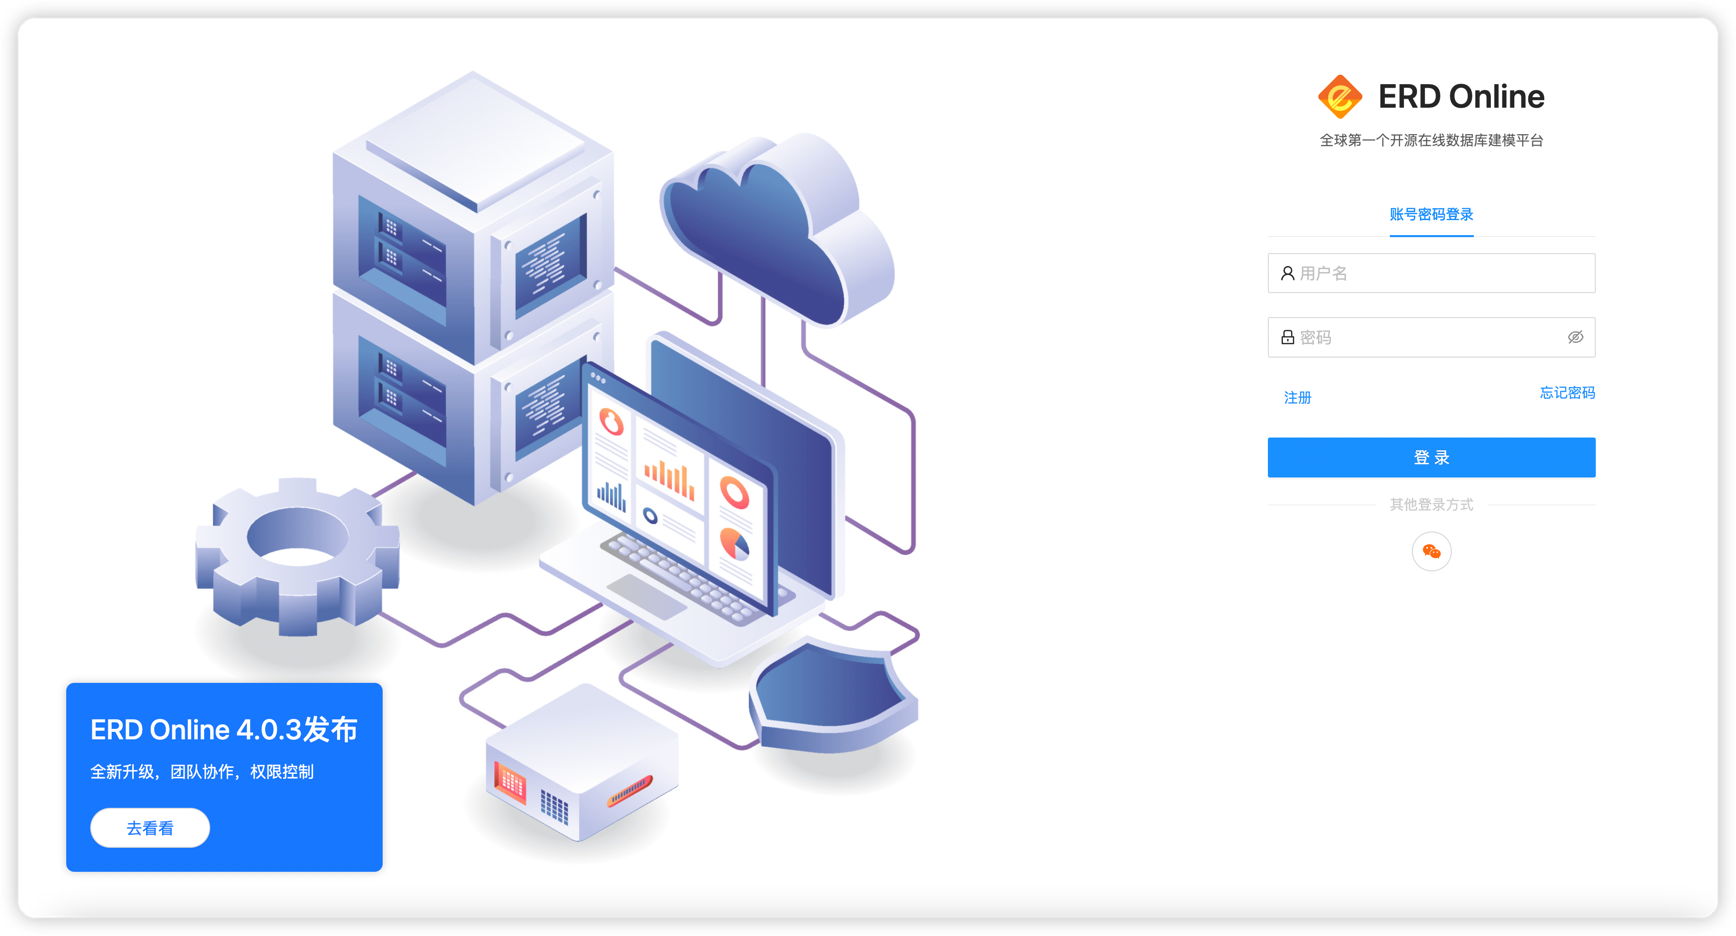 ERD Online
全球第一个开源在线数据库建模平台
账号密码登录
用户名
密码
注册
忘记密码
登 录
其他登录方式
ERD Online 4.0.3发布
全新升级，团队协作，权限控制
去看看